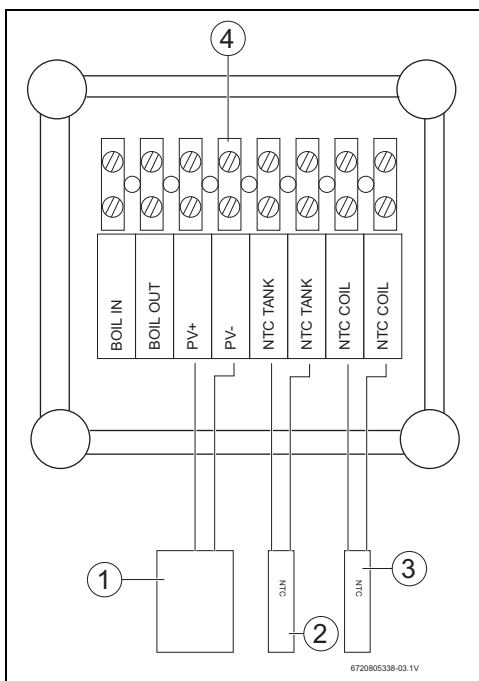 4
BOIL IN
BOIL OUT
PV+
PV-
NTC TANK
NTC TANK
NTC COIL
NTC COIL
1
NTC
2
NTC
3
6720805338-03.1V